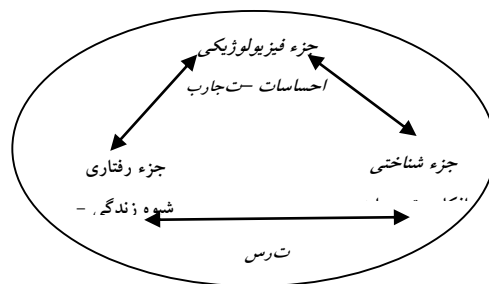 جزء فیزیولوژیکی
احساسات –تجارب
جزء شناختی
جزء رفتاری
شیوه زندگی –
ترس